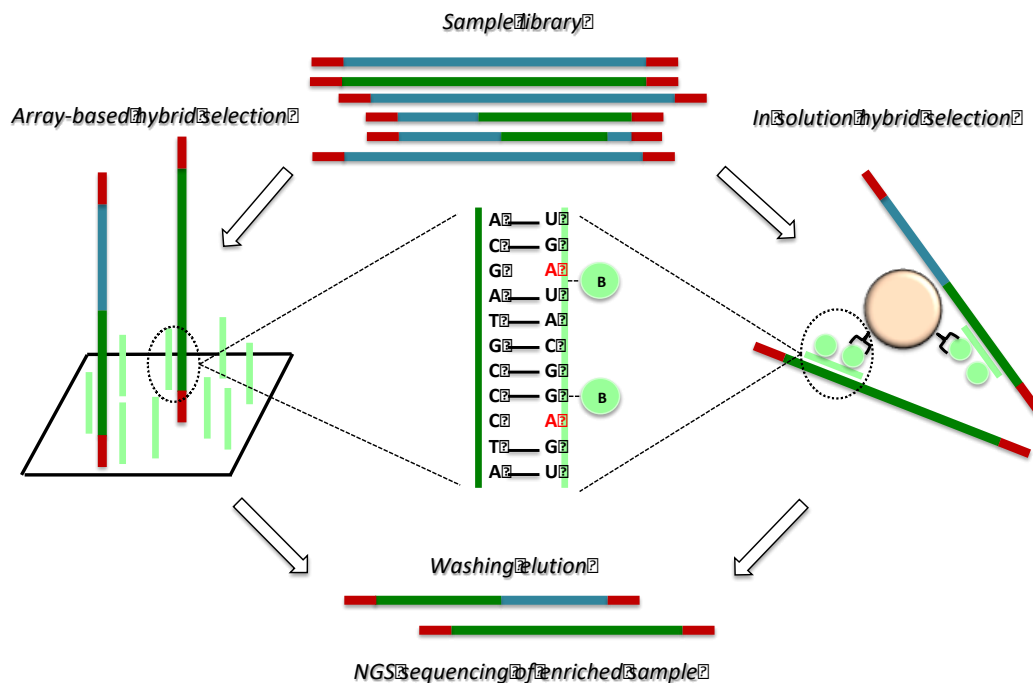 Sample library
Array-based hybrid selection
In solution hybrid selection
A U
C G
G A
B
A U
T A
G C
C G
C G
B
C A
T G
A U
Washing elution
NGS sequencing of enriched sample